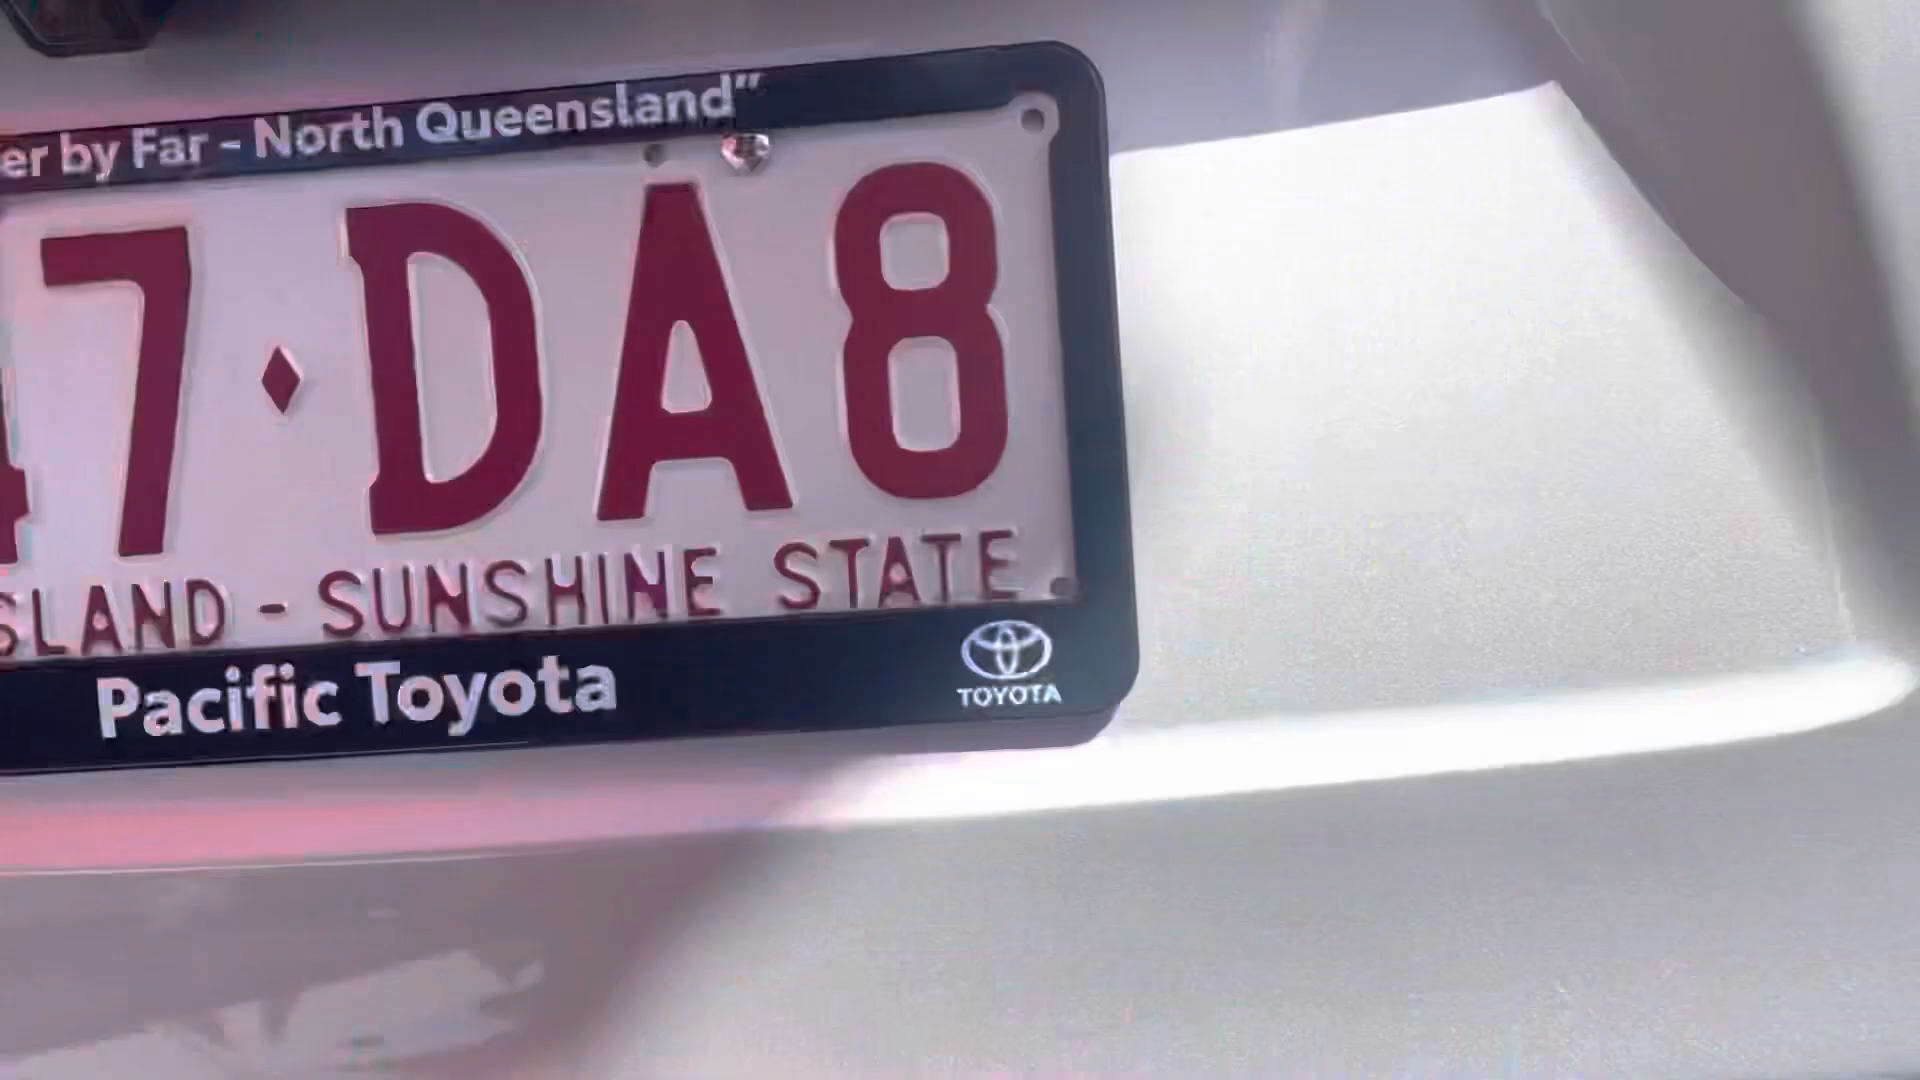 er by Far - North Queensland"
47·DA8
SLAND - SUNSHINE STATE
Pacific Toyota
TOYOTA